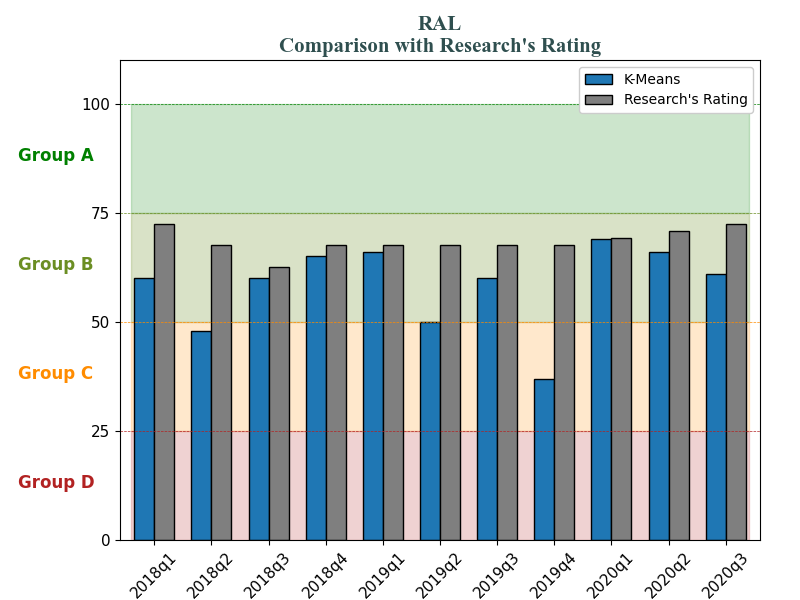 RAL
Comparison with Research's Rating
K-Means
Research's Rating
100
Group A
75
Group B
50
Group C
25
Group D
0
2018q1 2018q2 2018q3 2018q4 2019q1 2019q2 2019q3 2019q4 2020q1 2020q2 2020q3